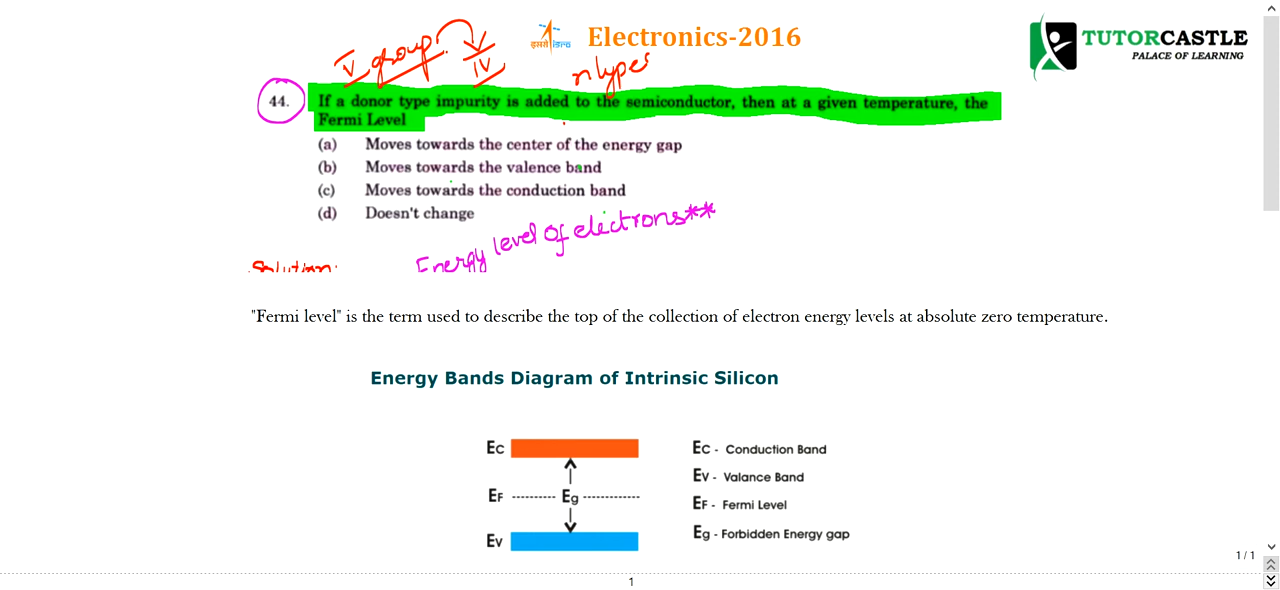 इसरो isro
Electronics-2016
TUTORCASTLE
PALACE OF LEARNING
V group V
IV
n type
44. If a donor type impurity is added to the semiconductor, then at a given temperature, the
Fermi Level
(a) Moves towards the center of the energy gap
(b) Moves towards the valence band
(c) Moves towards the conduction band
(d) Doesn't change
Energy level of electrons**
Solution:
"Fermi level" is the term used to describe the top of the collection of electron energy levels at absolute zero temperature.
Energy Bands Diagram of Intrinsic Silicon
Ec
Ec - Conduction Band
Ev - Valance Band
EF Eg
EF - Fermi Level
Eg - Forbidden Energy gap
Ev
1 / 1
1